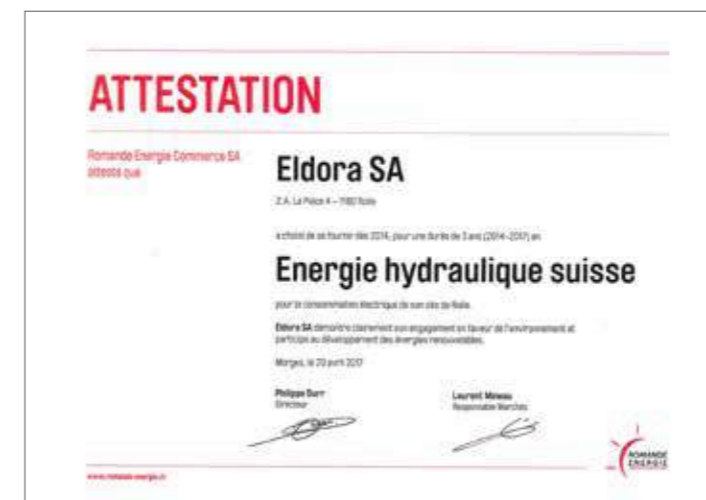 ATTESTATION
Romande Energie Commerce SA
atteste que
Eldora SA
Z.A. La Pièce 4 – 1180 Rolle
a choisi de se fournir dès 2014, pour une durée de 3 ans (2014-2017) en
Energie hydraulique suisse
pour la consommation électrique de son site de Rolle.
Eldora SA démontre clairement son engagement en faveur de l'environnement et
participe au développement des énergies renouvelables.
Morges, le 20 avril 2017
Philippe Durr
Directeur
Laurent Mineau
Responsable Marchés
ROMANDE
ENERGIE
www.romande-energie.ch